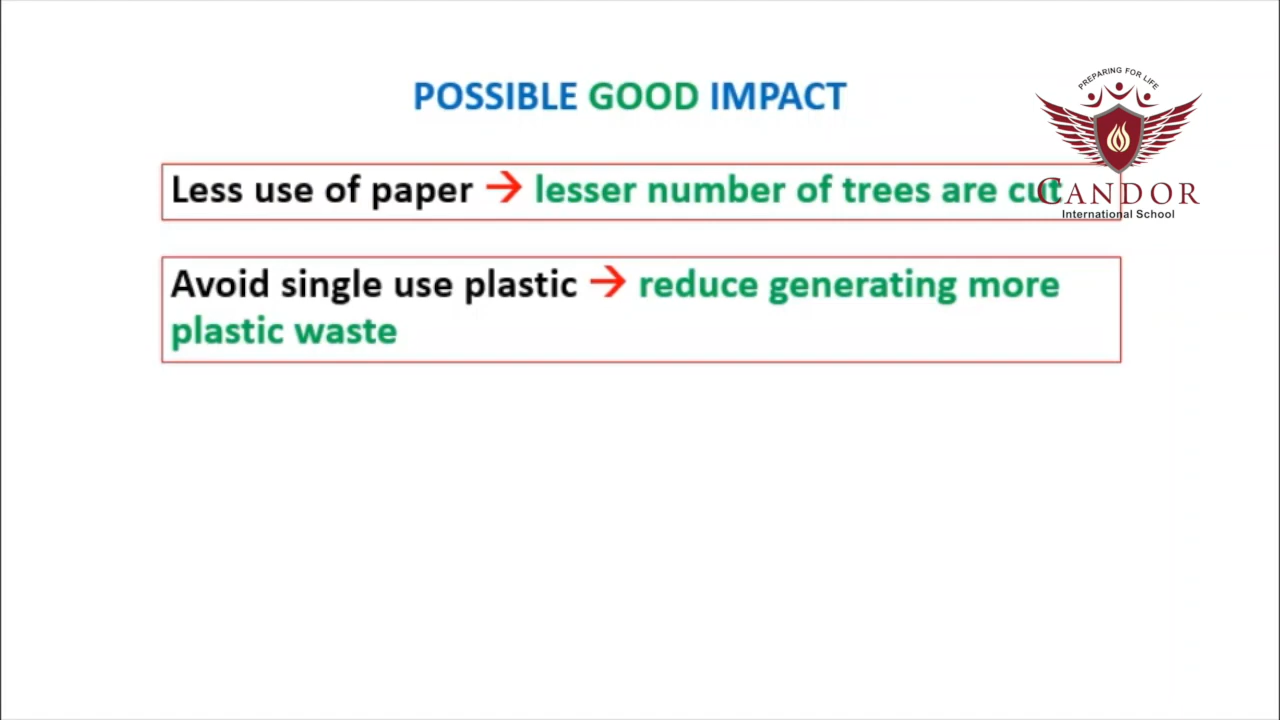 POSSIBLE GOOD IMPACT
PREPARING FOR LIFE
Less use of paper → lesser number of trees are cut
CANDOR
International School
Avoid single use plastic → reduce generating more
plastic waste